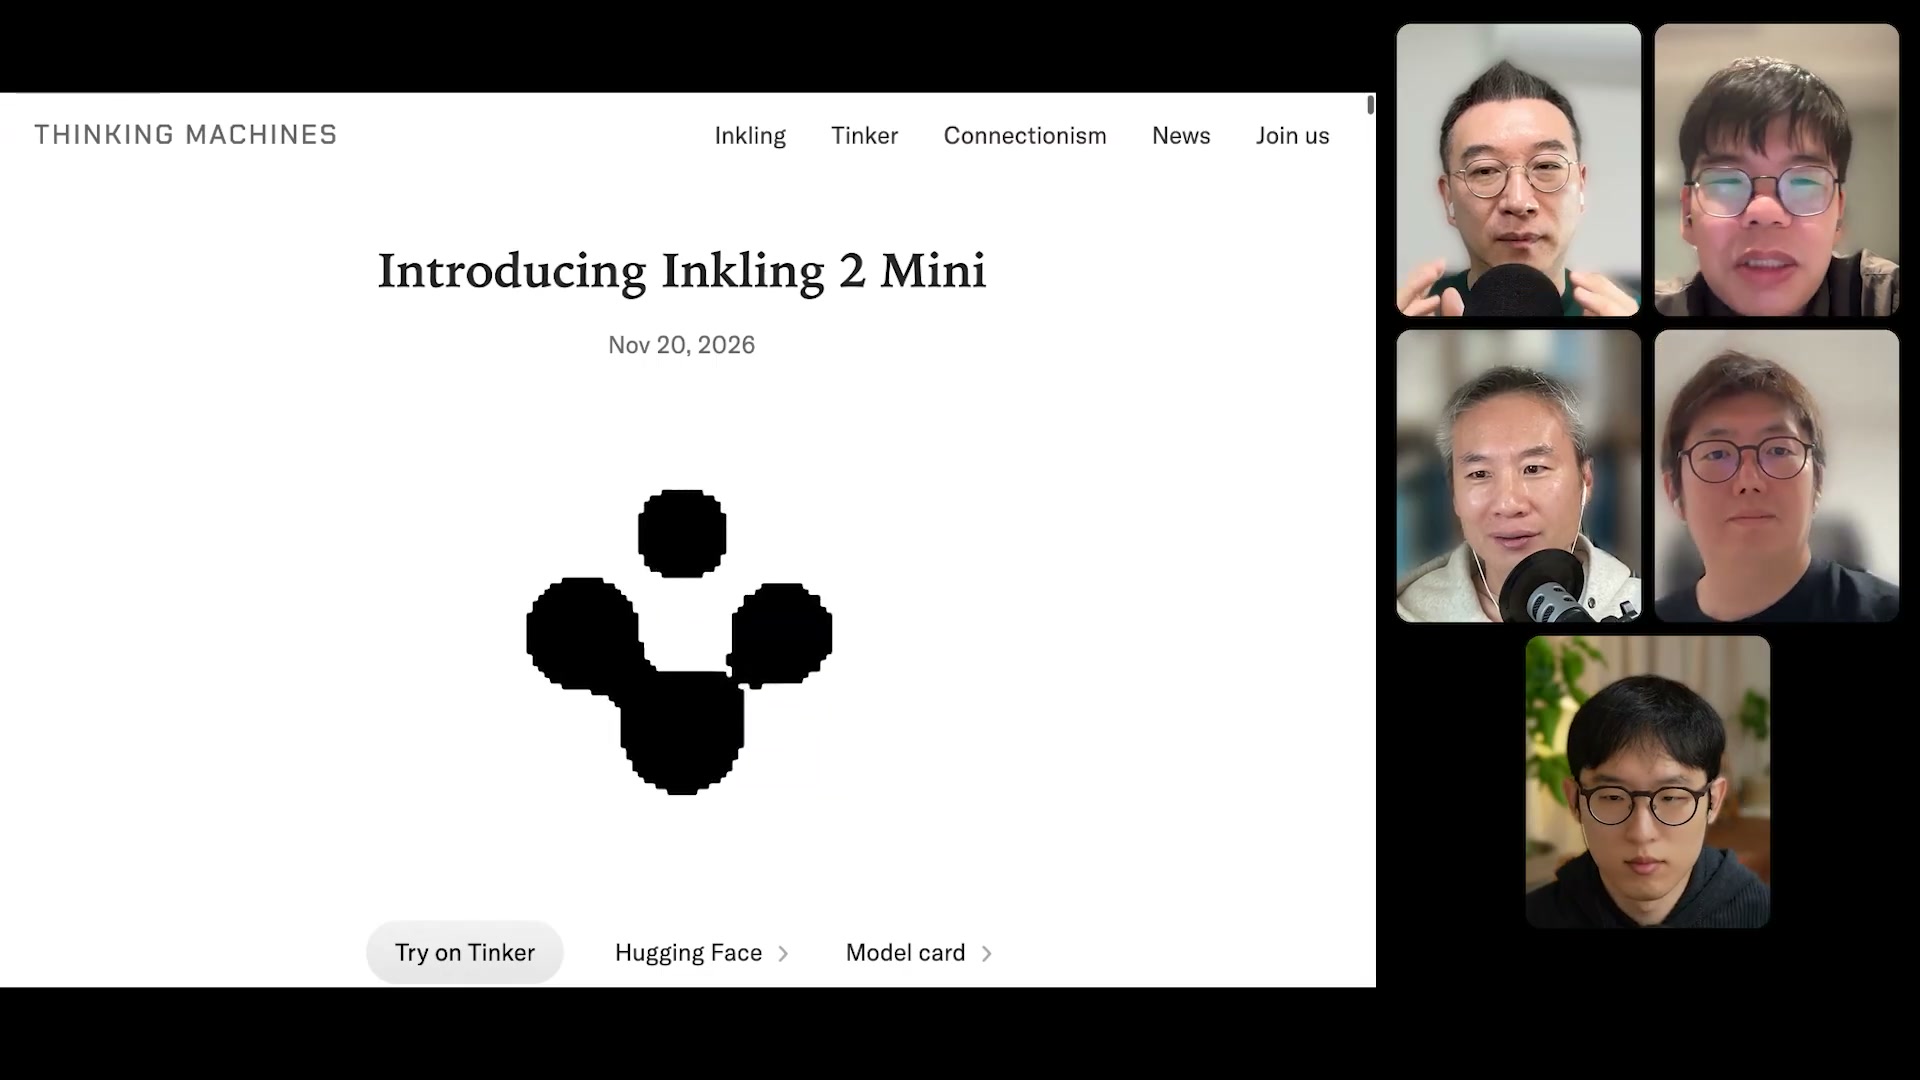 THINKING MACHINES
Inkling Tinker Connectionism News Join us
Introducing Inkling 2 Mini
Nov 20, 2026
Try on Tinker Hugging Face Model card